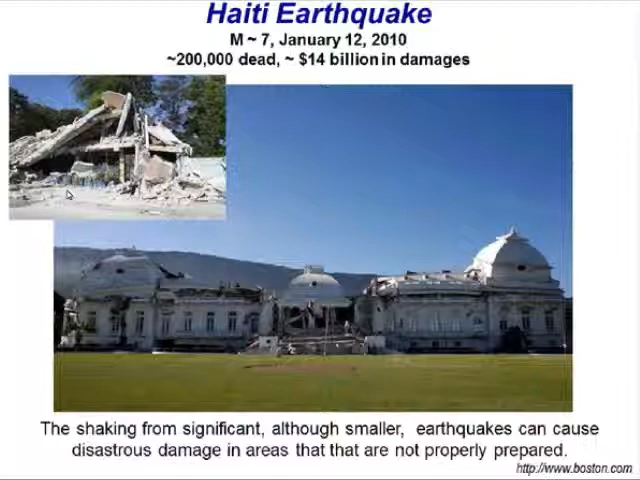 Haiti Earthquake
M ~ 7, January 12, 2010
~200,000 dead, ~ $14 billion in damages
The shaking from significant, although smaller, earthquakes can cause
disastrous damage in areas that that are not properly prepared.
http://www.boston.com